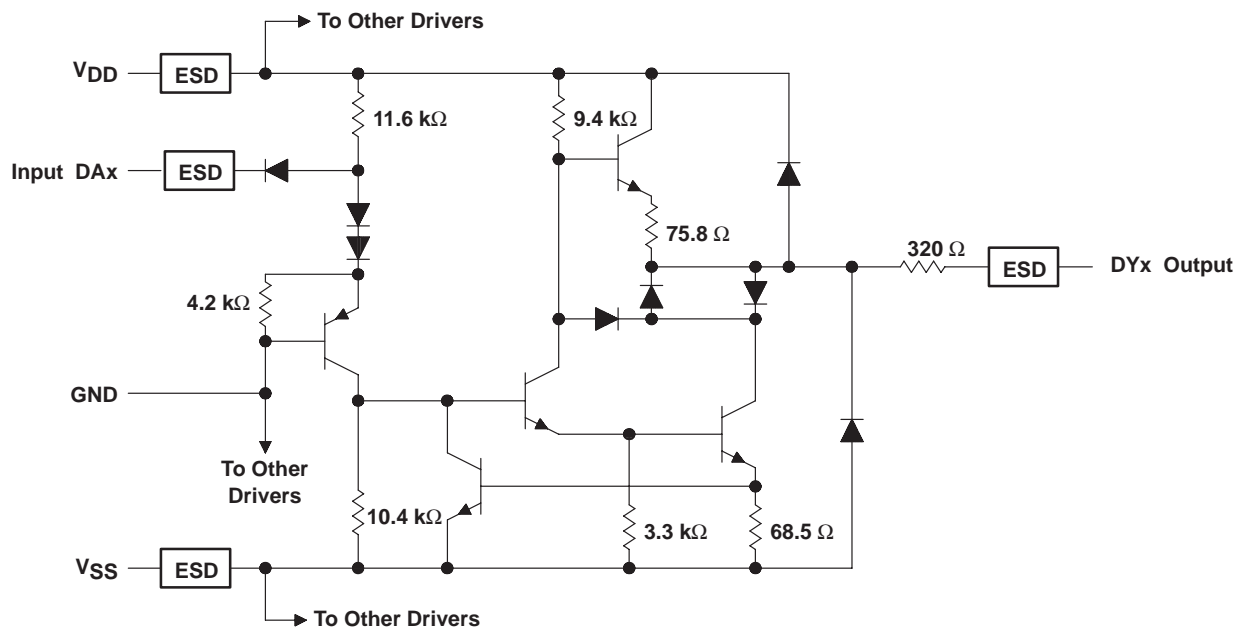 To Other Drivers
VDD
ESD
11.6 kΩ
9.4 kΩ
Input DAx
ESD
75.8 Ω
320 Ω
ESD
DYx Output
4.2 kΩ
GND
To Other
Drivers
10.4 kΩ
3.3 kΩ
68.5 Ω
VSS
ESD
To Other Drivers